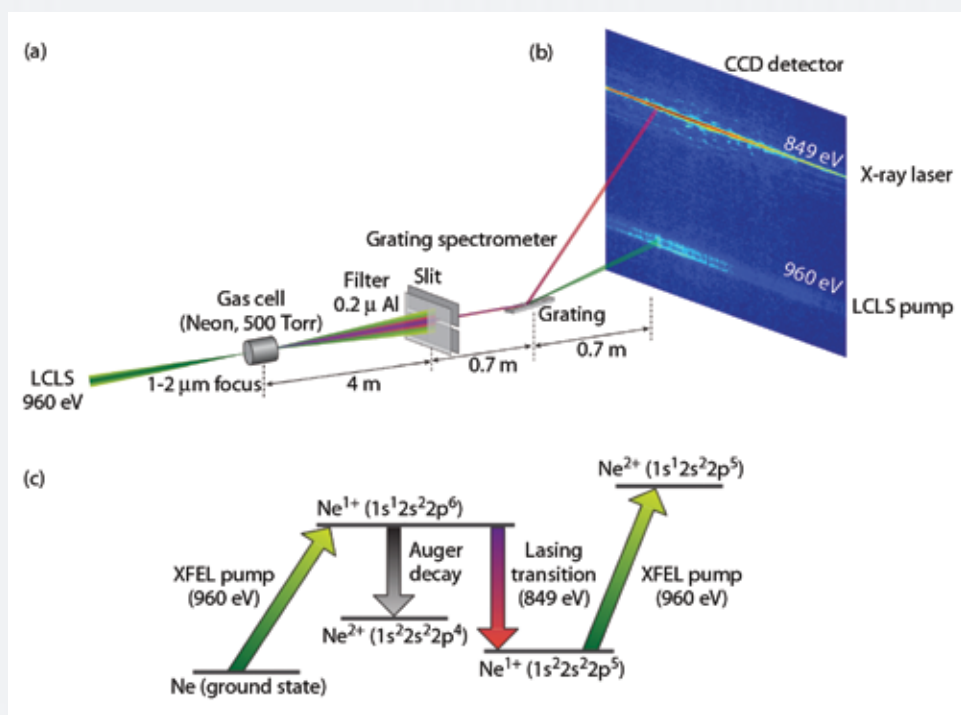 (a)
(b)
CCD detector
849 eV
X-ray laser
960 eV
LCLS pump
Grating spectrometer
Filter
0.2 μ Al
Slit
Gas cell
(Neon, 500 Torr)
Grating
LCLS
960 eV
1-2 μm focus
4 m
0.7 m
0.7 m
(c)
Ne²⁺ (1s¹2s²2p⁵)
Ne¹⁺ (1s¹2s²2p⁶)
XFEL pump
(960 eV)
Auger
decay
Lasing
transition
(849 eV)
XFEL pump
(960 eV)
Ne²⁺ (1s²2s²2p⁴)
Ne¹⁺ (1s²2s²2p⁵)
Ne (ground state)